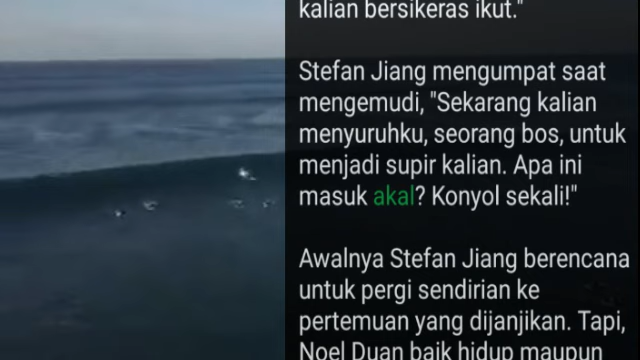 kalian bersikeras ikut."
Stefan Jiang mengumpat saat
mengemudi, "Sekarang kalian
menyuruhku, seorang bos, untuk
menjadi supir kalian. Apa ini
masuk akal? Konyol sekali!"
Awalnya Stefan Jiang berencana
untuk pergi sendirian ke
pertemuan yang dijanjikan. Tapi,
Noel Duan baik hidup maupun